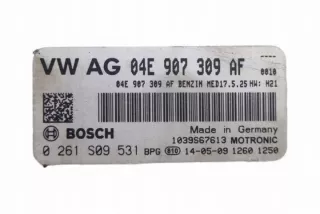 VW AG 04E 907 309 AF 0010
04E 907 309 AF BENZIN MED17.5.25 HW: H21
Made in Germany
BOSCH 1039S67613 MOTRONIC
0 261 S09 531 BPG 810 14-05-09 1260 1250